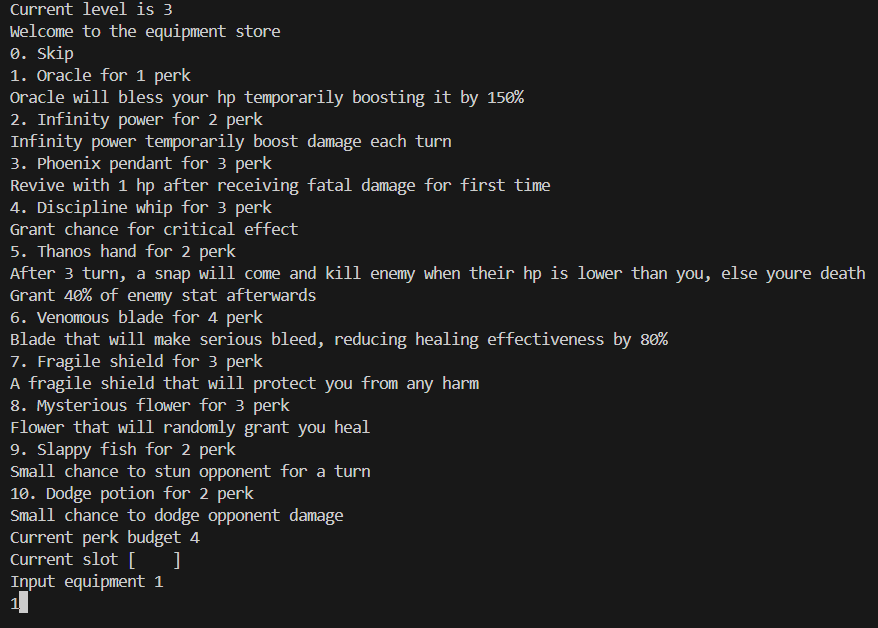 Current level is 3
Welcome to the equipment store
0. Skip
1. Oracle for 1 perk
Oracle will bless your hp temporarily boosting it by 150%
2. Infinity power for 2 perk
Infinity power temporarily boost damage each turn
3. Phoenix pendant for 3 perk
Revive with 1 hp after receiving fatal damage for first time
4. Discipline whip for 3 perk
Grant chance for critical effect
5. Thanos hand for 2 perk
After 3 turn, a snap will come and kill enemy when their hp is lower than you, else youre death
Grant 40% of enemy stat afterwards
6. Venomous blade for 4 perk
Blade that will make serious bleed, reducing healing effectiveness by 80%
7. Fragile shield for 3 perk
A fragile shield that will protect you from any harm
8. Mysterious flower for 3 perk
Flower that will randomly grant you heal
9. Slappy fish for 2 perk
Small chance to stun opponent for a turn
10. Dodge potion for 2 perk
Small chance to dodge opponent damage
Current perk budget 4
Current slot [    ]
Input equipment 1
1